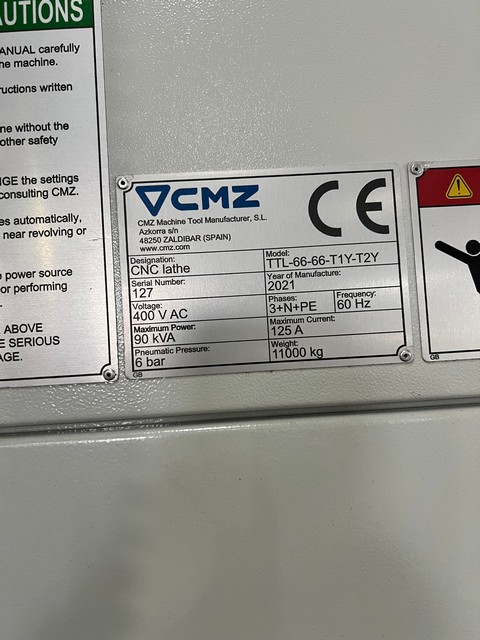 AUTIONS
ANUAL carefully
ne machine.
ructions written
ne without the
other safety
NGE the settings
consulting CMZ.
es automatically,
near revolving or
e power source
or performing
ABOVE
E SERIOUS
AGE.
CMZ
CE
CMZ Machine Tool Manufacturer, S.L.
Azkorra s/n
48250 ZALDIBAR (SPAIN)
www.cmz.com
Designation:
CNC lathe
Model:
TTL-66-66-T1Y-T2Y
Serial Number:
127
Year of Manufacture:
2021
Voltage:
400 V AC
Phases:
3+N+PE
Frequency:
60 Hz
Maximum Power:
90 kVA
Maximum Current:
125 A
Pneumatic Pressure:
6 bar
Weight:
11000 kg
GB
GB
GB